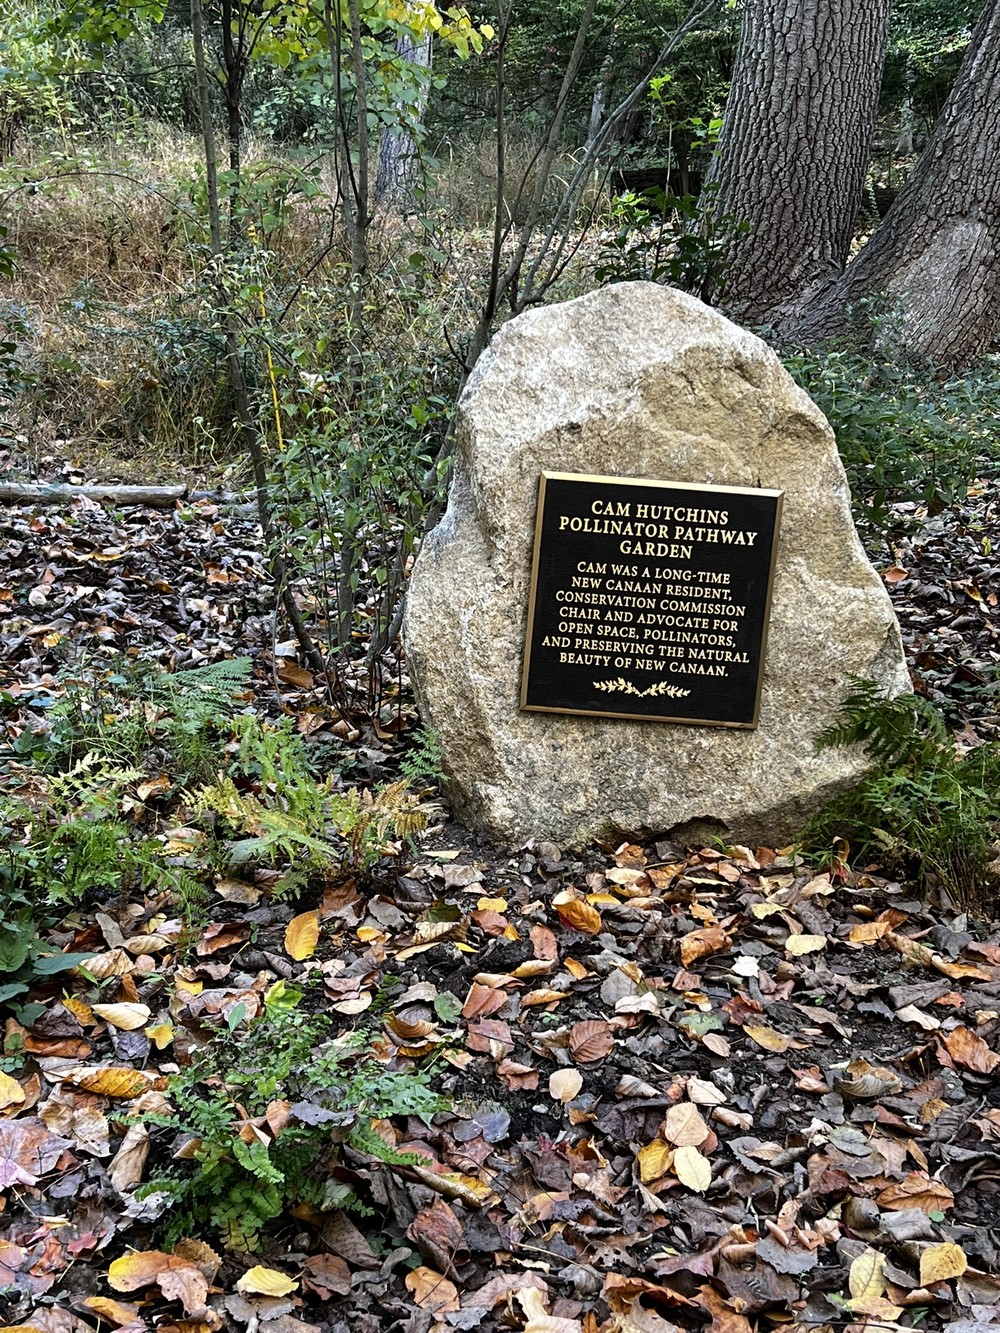 CAM HUTCHINS
POLLINATOR PATHWAY
GARDEN
CAM WAS A LONG-TIME
NEW CANAAN RESIDENT,
CONSERVATION COMMISSION
CHAIR AND ADVOCATE FOR
OPEN SPACE, POLLINATORS,
AND PRESERVING THE NATURAL
BEAUTY OF NEW CANAAN.